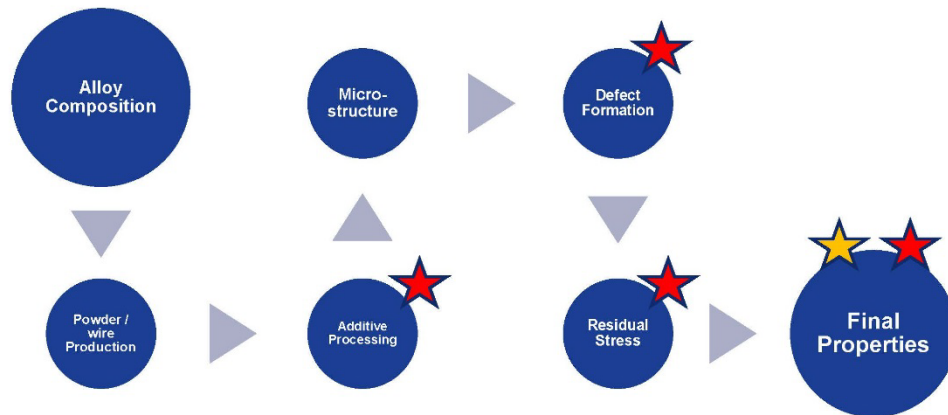 Alloy
Composition
Powder /
wire
Production
Additive
Processing
Micro-
structure
Defect
Formation
Residual
Stress
Final
Properties